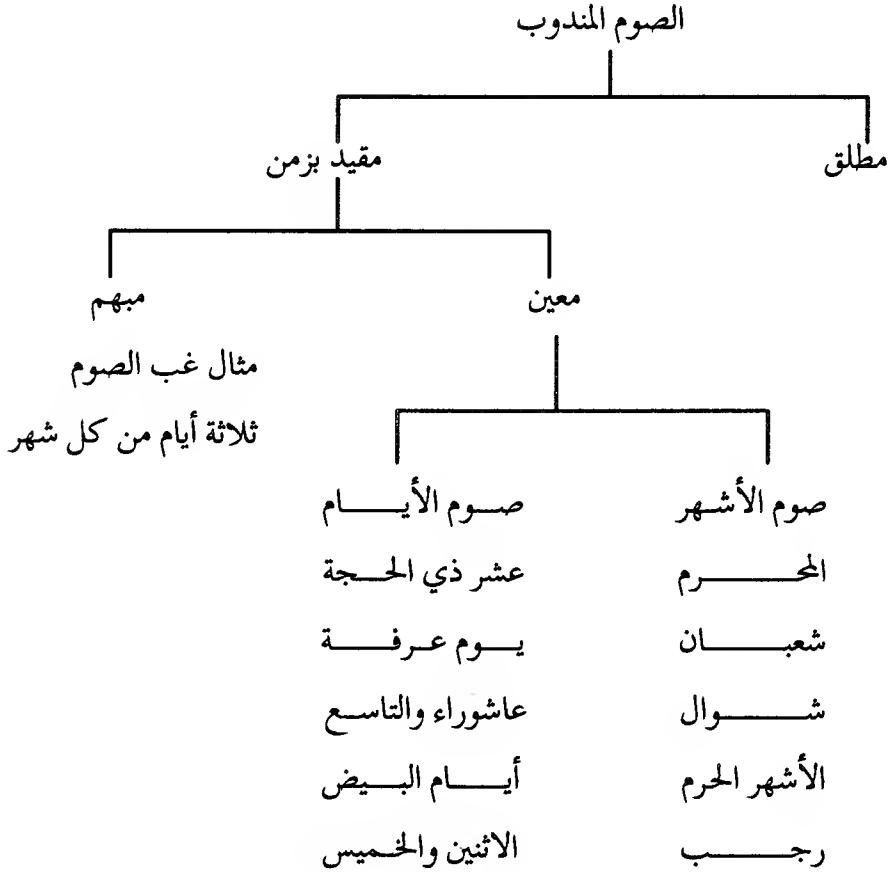 الصوم المندوب
مطلق
مقيد بزمن
معين
مبهم
مثال غب الصوم
ثلاثة أيام من كل شهر
صوم الأشهر
المحرم
شعبان
شوال
الأشهر الحرم
رجب
صوم الأيام
عشر ذي الحجة
يوم عرفة
عاشوراء والتاسع
أيام البيض
الاثنين والخميس